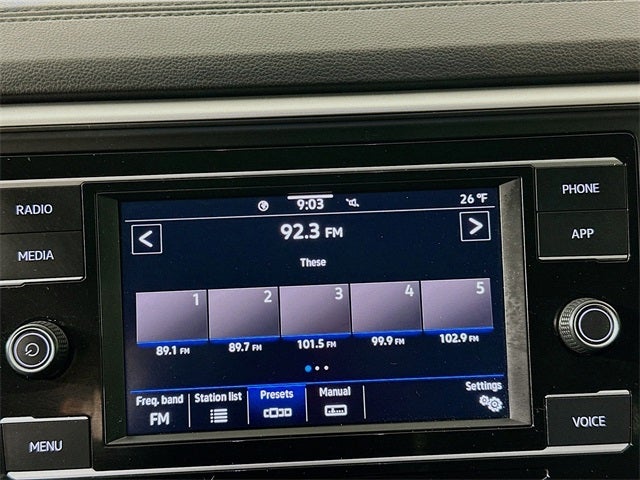 RADIO
MEDIA
MENU
9:03
26 °F
<
92.3 FM
>
These
1 2 3 4 5
89.1 FM 89.7 FM 101.5 FM 99.9 FM 102.9 FM
Freq. band
FM
Station list
Presets
Manual
Settings
PHONE
APP
VOICE